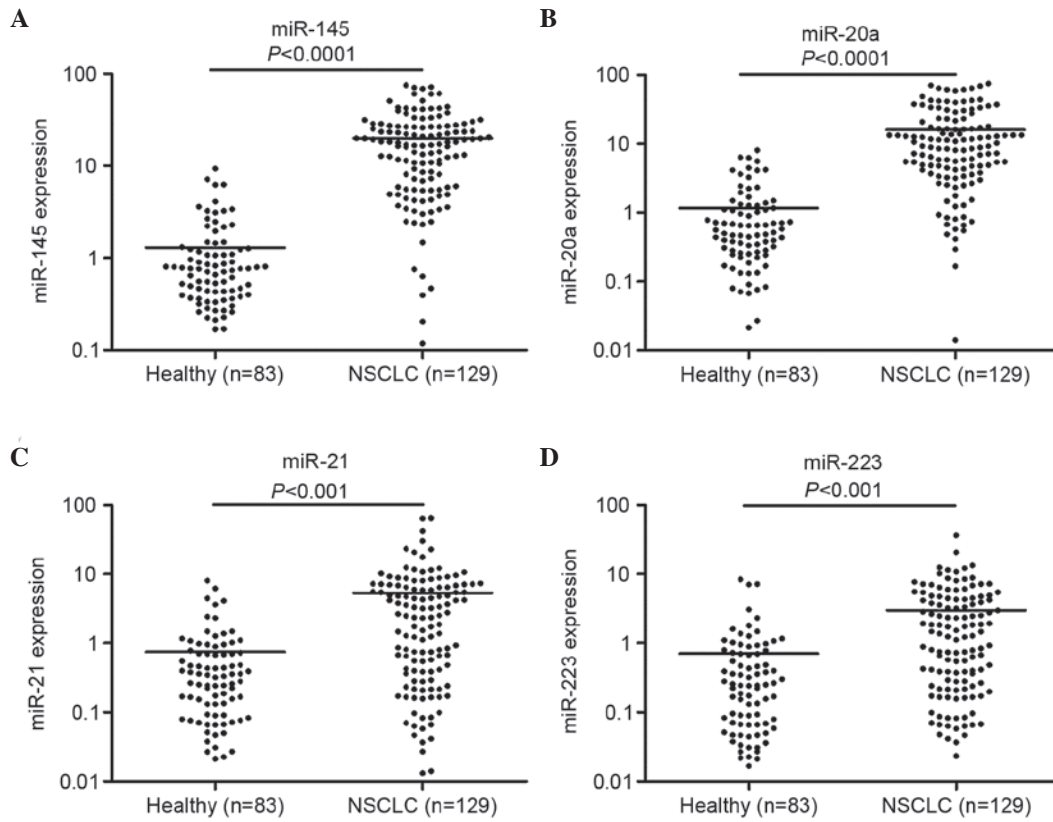 A
miR-145
P<0.0001
miR-145 expression
100
10
1
0.1
Healthy (n=83)
NSCLC (n=129)
B
miR-20a
P<0.0001
miR-20a expression
100
10
1
0.1
0.01
Healthy (n=83)
NSCLC (n=129)
C
miR-21
P<0.001
miR-21 expression
100
10
1
0.1
0.01
Healthy (n=83)
NSCLC (n=129)
D
miR-223
P<0.001
miR-223 expression
100
10
1
0.1
0.01
Healthy (n=83)
NSCLC (n=129)